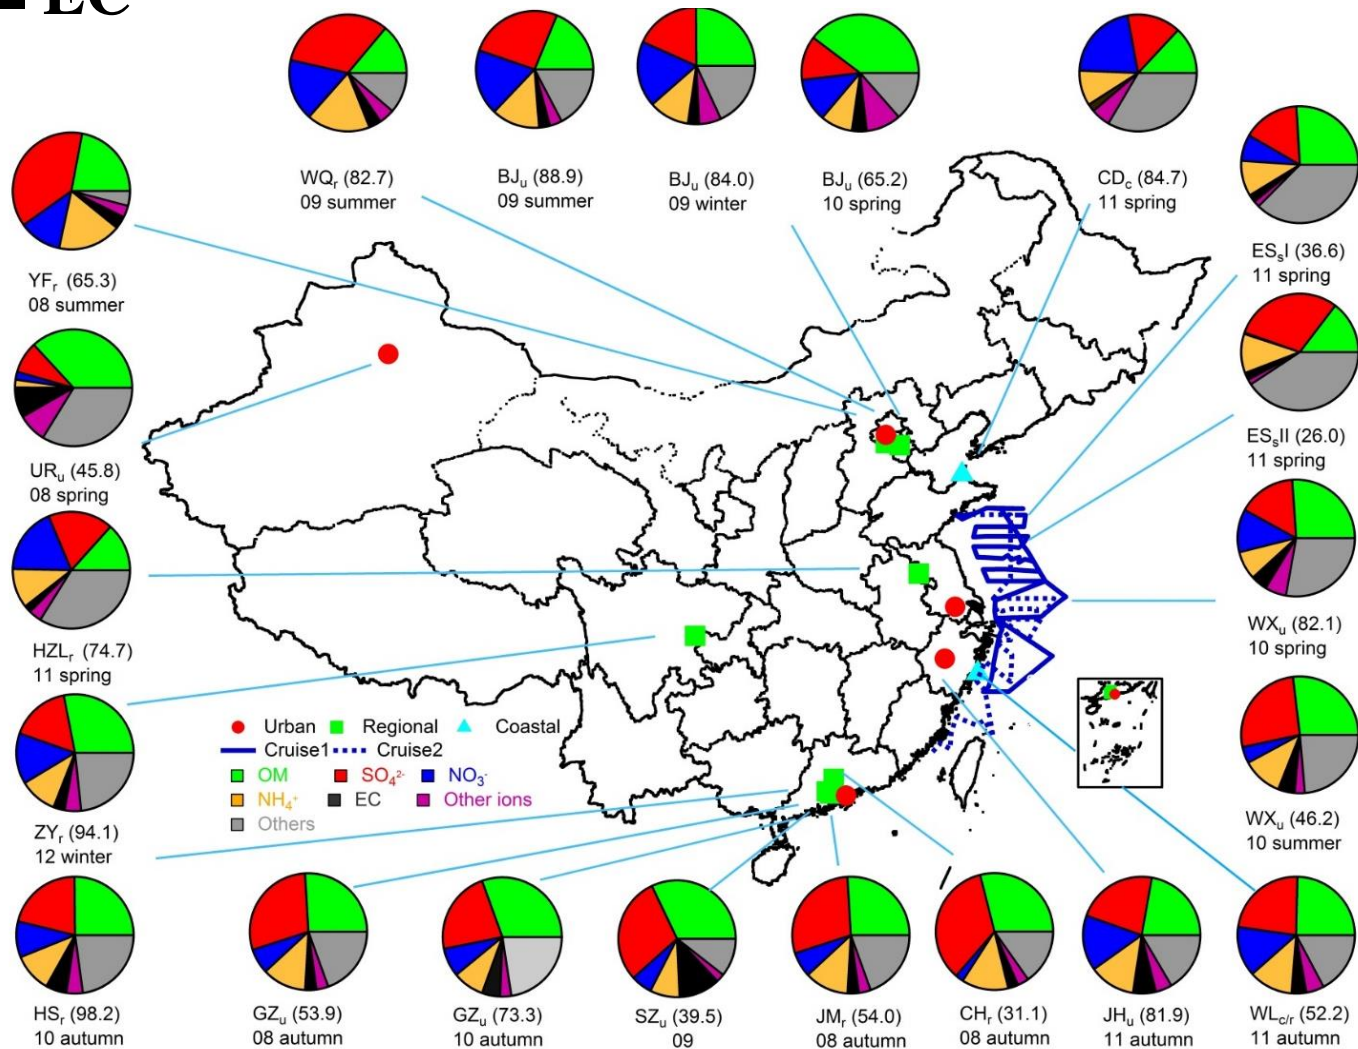 EC
WQr (82.7)
09 summer
BJu (88.9)
09 summer
BJu (84.0)
09 winter
BJu (65.2)
10 spring
CDc (84.7)
11 spring
YFr (65.3)
08 summer
ESsI (36.6)
11 spring
URu (45.8)
08 spring
ESsII (26.0)
11 spring
HZLr (74.7)
11 spring
WXu (82.1)
10 spring
Urban Regional Coastal
Cruise1 Cruise2
OM SO₄²⁻ NO₃⁻
NH₄⁺ EC Other ions
Others
ZYr (94.1)
12 winter
WXu (46.2)
10 summer
HSr (98.2)
10 autumn
GZu (53.9)
08 autumn
GZu (73.3)
10 autumn
SZu (39.5)
09
JMr (54.0)
08 autumn
CHr (31.1)
08 autumn
JHu (81.9)
11 autumn
WLc/r (52.2)
11 autumn